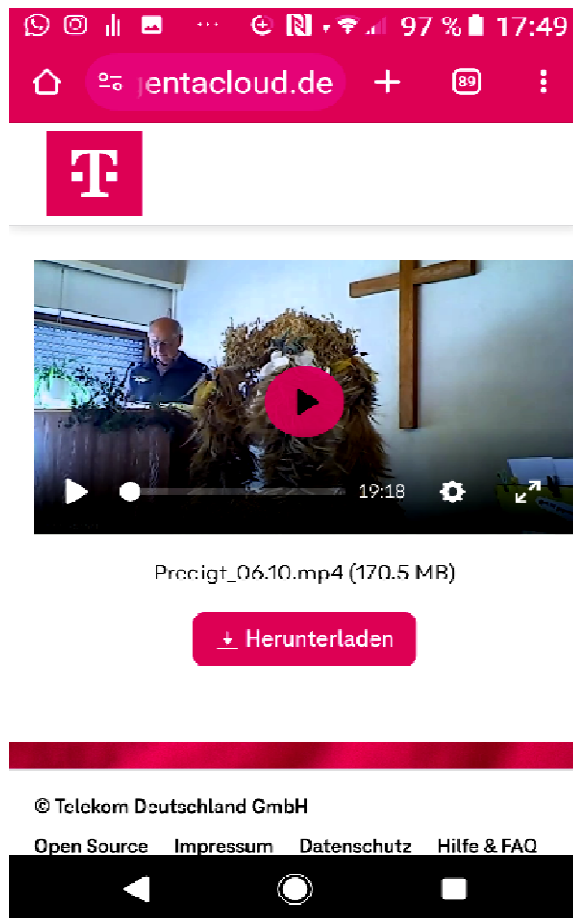 97 % 17:49
entacloud.de
89
T
19:18
Predigt_06.10.mp4 (170.5 MB)
Herunterladen
© Telekom Deutschland GmbH
Open Source Impressum Datenschutz Hilfe & FAQ